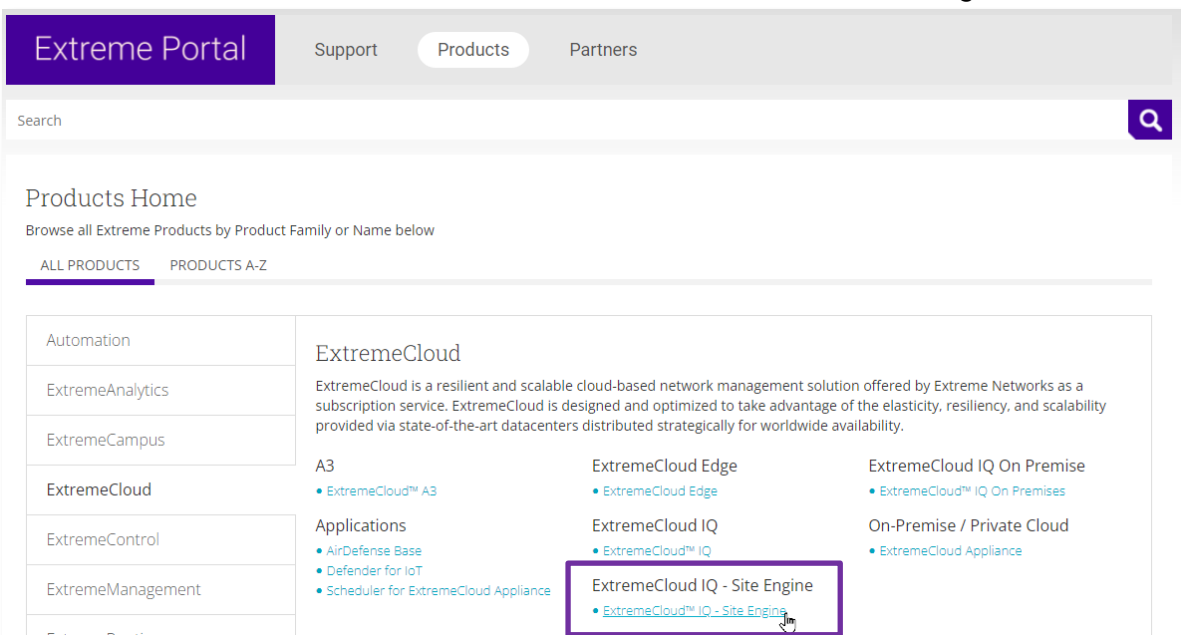 Extreme Portal
Support
Products
Partners
Search
Products Home
Browse all Extreme Products by Product Family or Name below
ALL PRODUCTS
PRODUCTS A-Z
Automation
ExtremeAnalytics
ExtremeCampus
ExtremeCloud
ExtremeControl
ExtremeManagement
ExtremeCloud
ExtremeCloud is a resilient and scalable cloud-based network management solution offered by Extreme Networks as a
subscription service. ExtremeCloud is designed and optimized to take advantage of the elasticity, resiliency, and scalability
provided via state-of-the-art datacenters distributed strategically for worldwide availability.
A3
• ExtremeCloud™ A3
Applications
• AirDefense Base
• Defender for IoT
• Scheduler for ExtremeCloud Appliance
ExtremeCloud Edge
• ExtremeCloud Edge
ExtremeCloud IQ
• ExtremeCloud™ IQ
ExtremeCloud IQ - Site Engine
• ExtremeCloud™ IQ - Site Engine
ExtremeCloud IQ On Premise
• ExtremeCloud™ IQ On Premises
On-Premise / Private Cloud
• ExtremeCloud Appliance